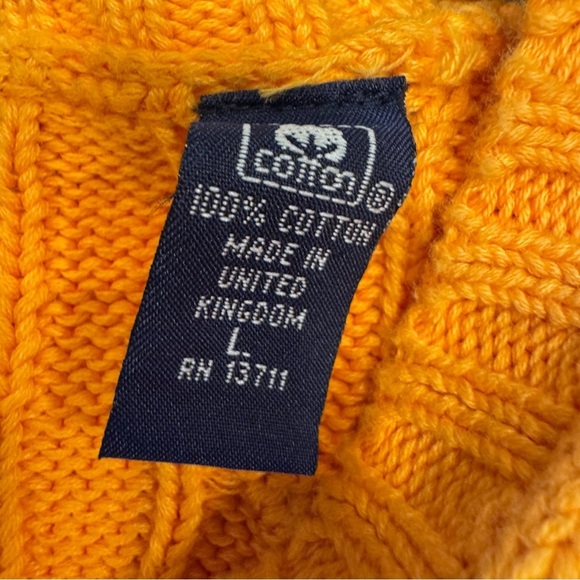 cotton
®
100% COTTON
MADE IN
UNITED
KINGDOM
L.
RN 13711